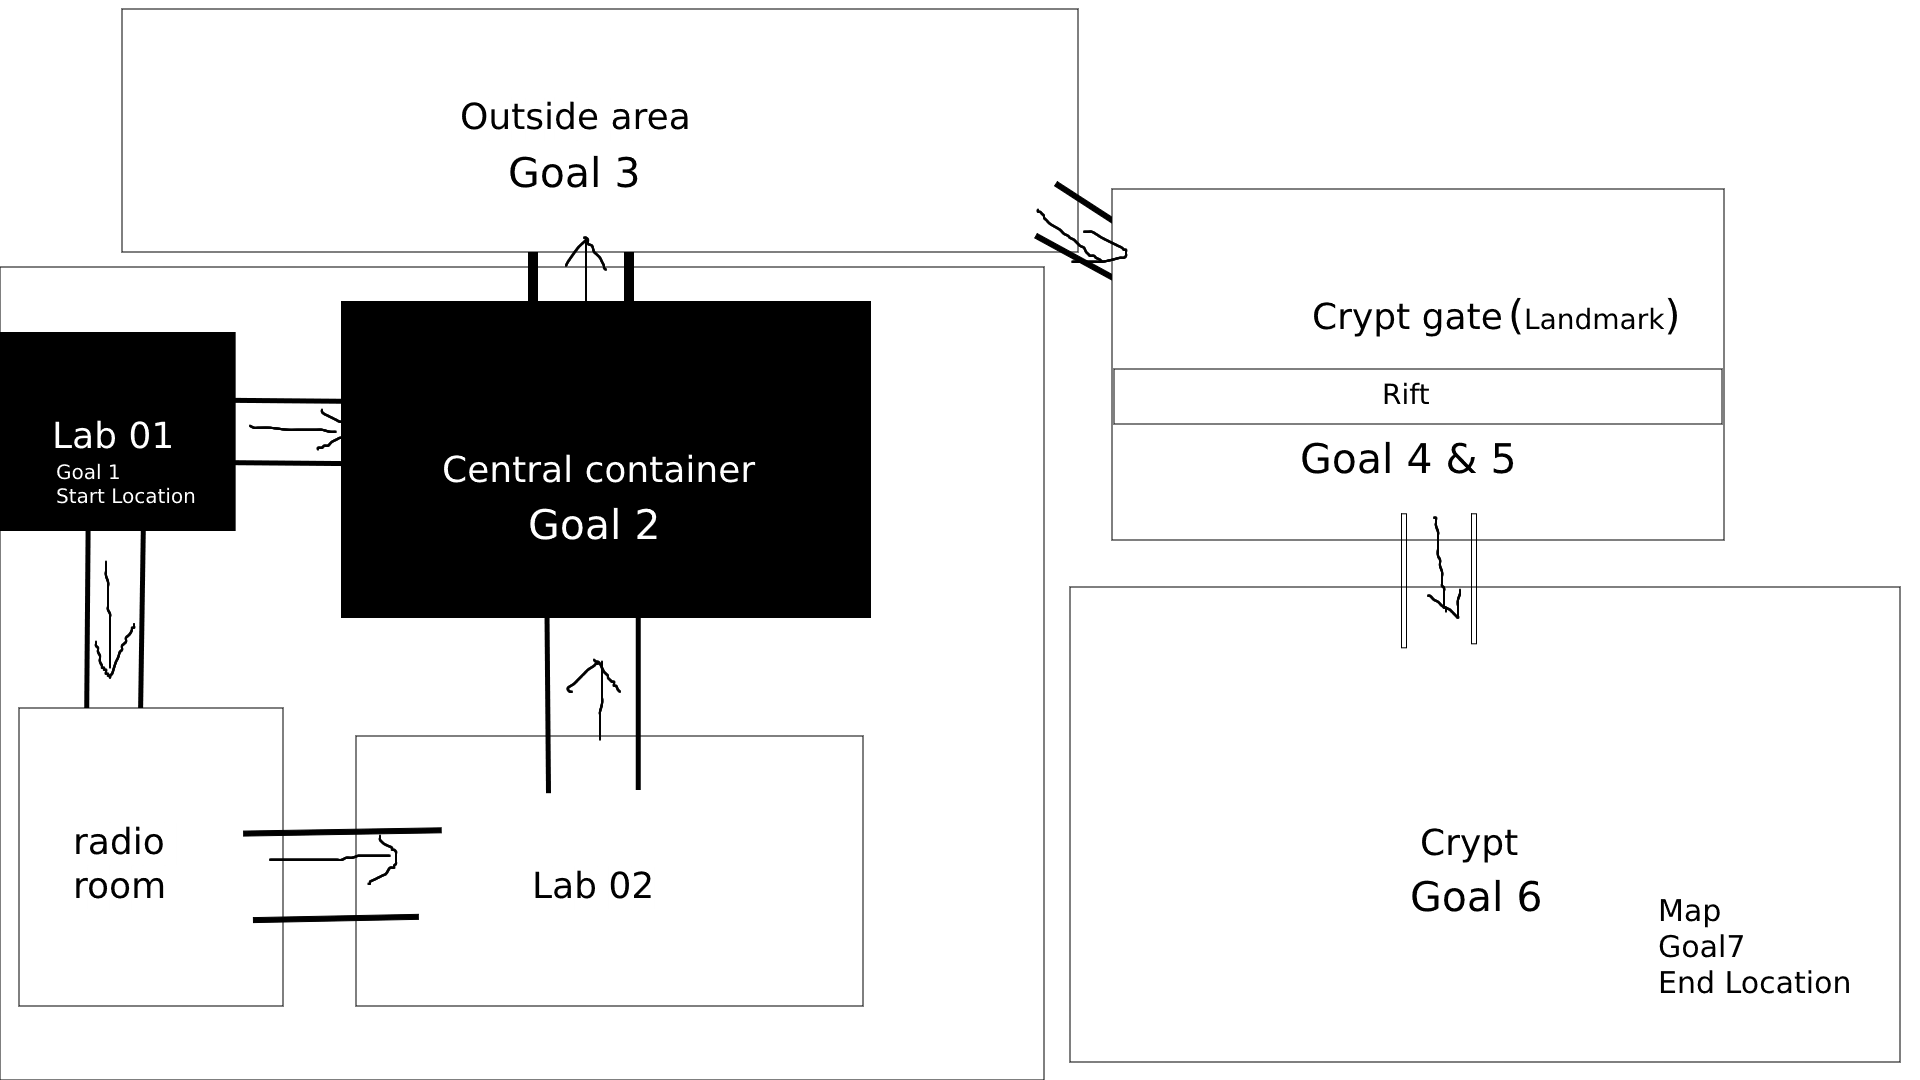 Outside area
Goal 3
Crypt gate (Landmark)
Rift
Goal 4 & 5
Lab 01
Goal 1
Start Location
Central container
Goal 2
radio
room
Lab 02
Crypt
Goal 6
Map
Goal7
End Location